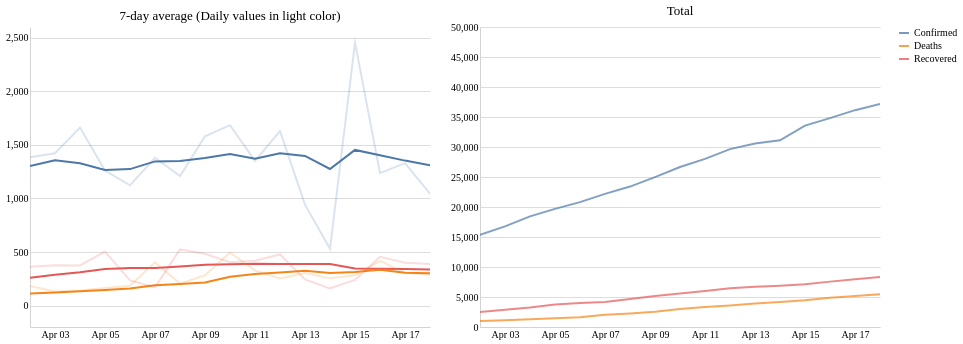 7-day average (Daily values in light color)
2,500
2,000
1,500
1,000
500
0
Apr 03 Apr 05 Apr 07 Apr 09 Apr 11 Apr 13 Apr 15 Apr 17
Total
50,000
45,000
40,000
35,000
30,000
25,000
20,000
15,000
10,000
5,000
0
Apr 03 Apr 05 Apr 07 Apr 09 Apr 11 Apr 13 Apr 15 Apr 17
Confirmed
Deaths
Recovered